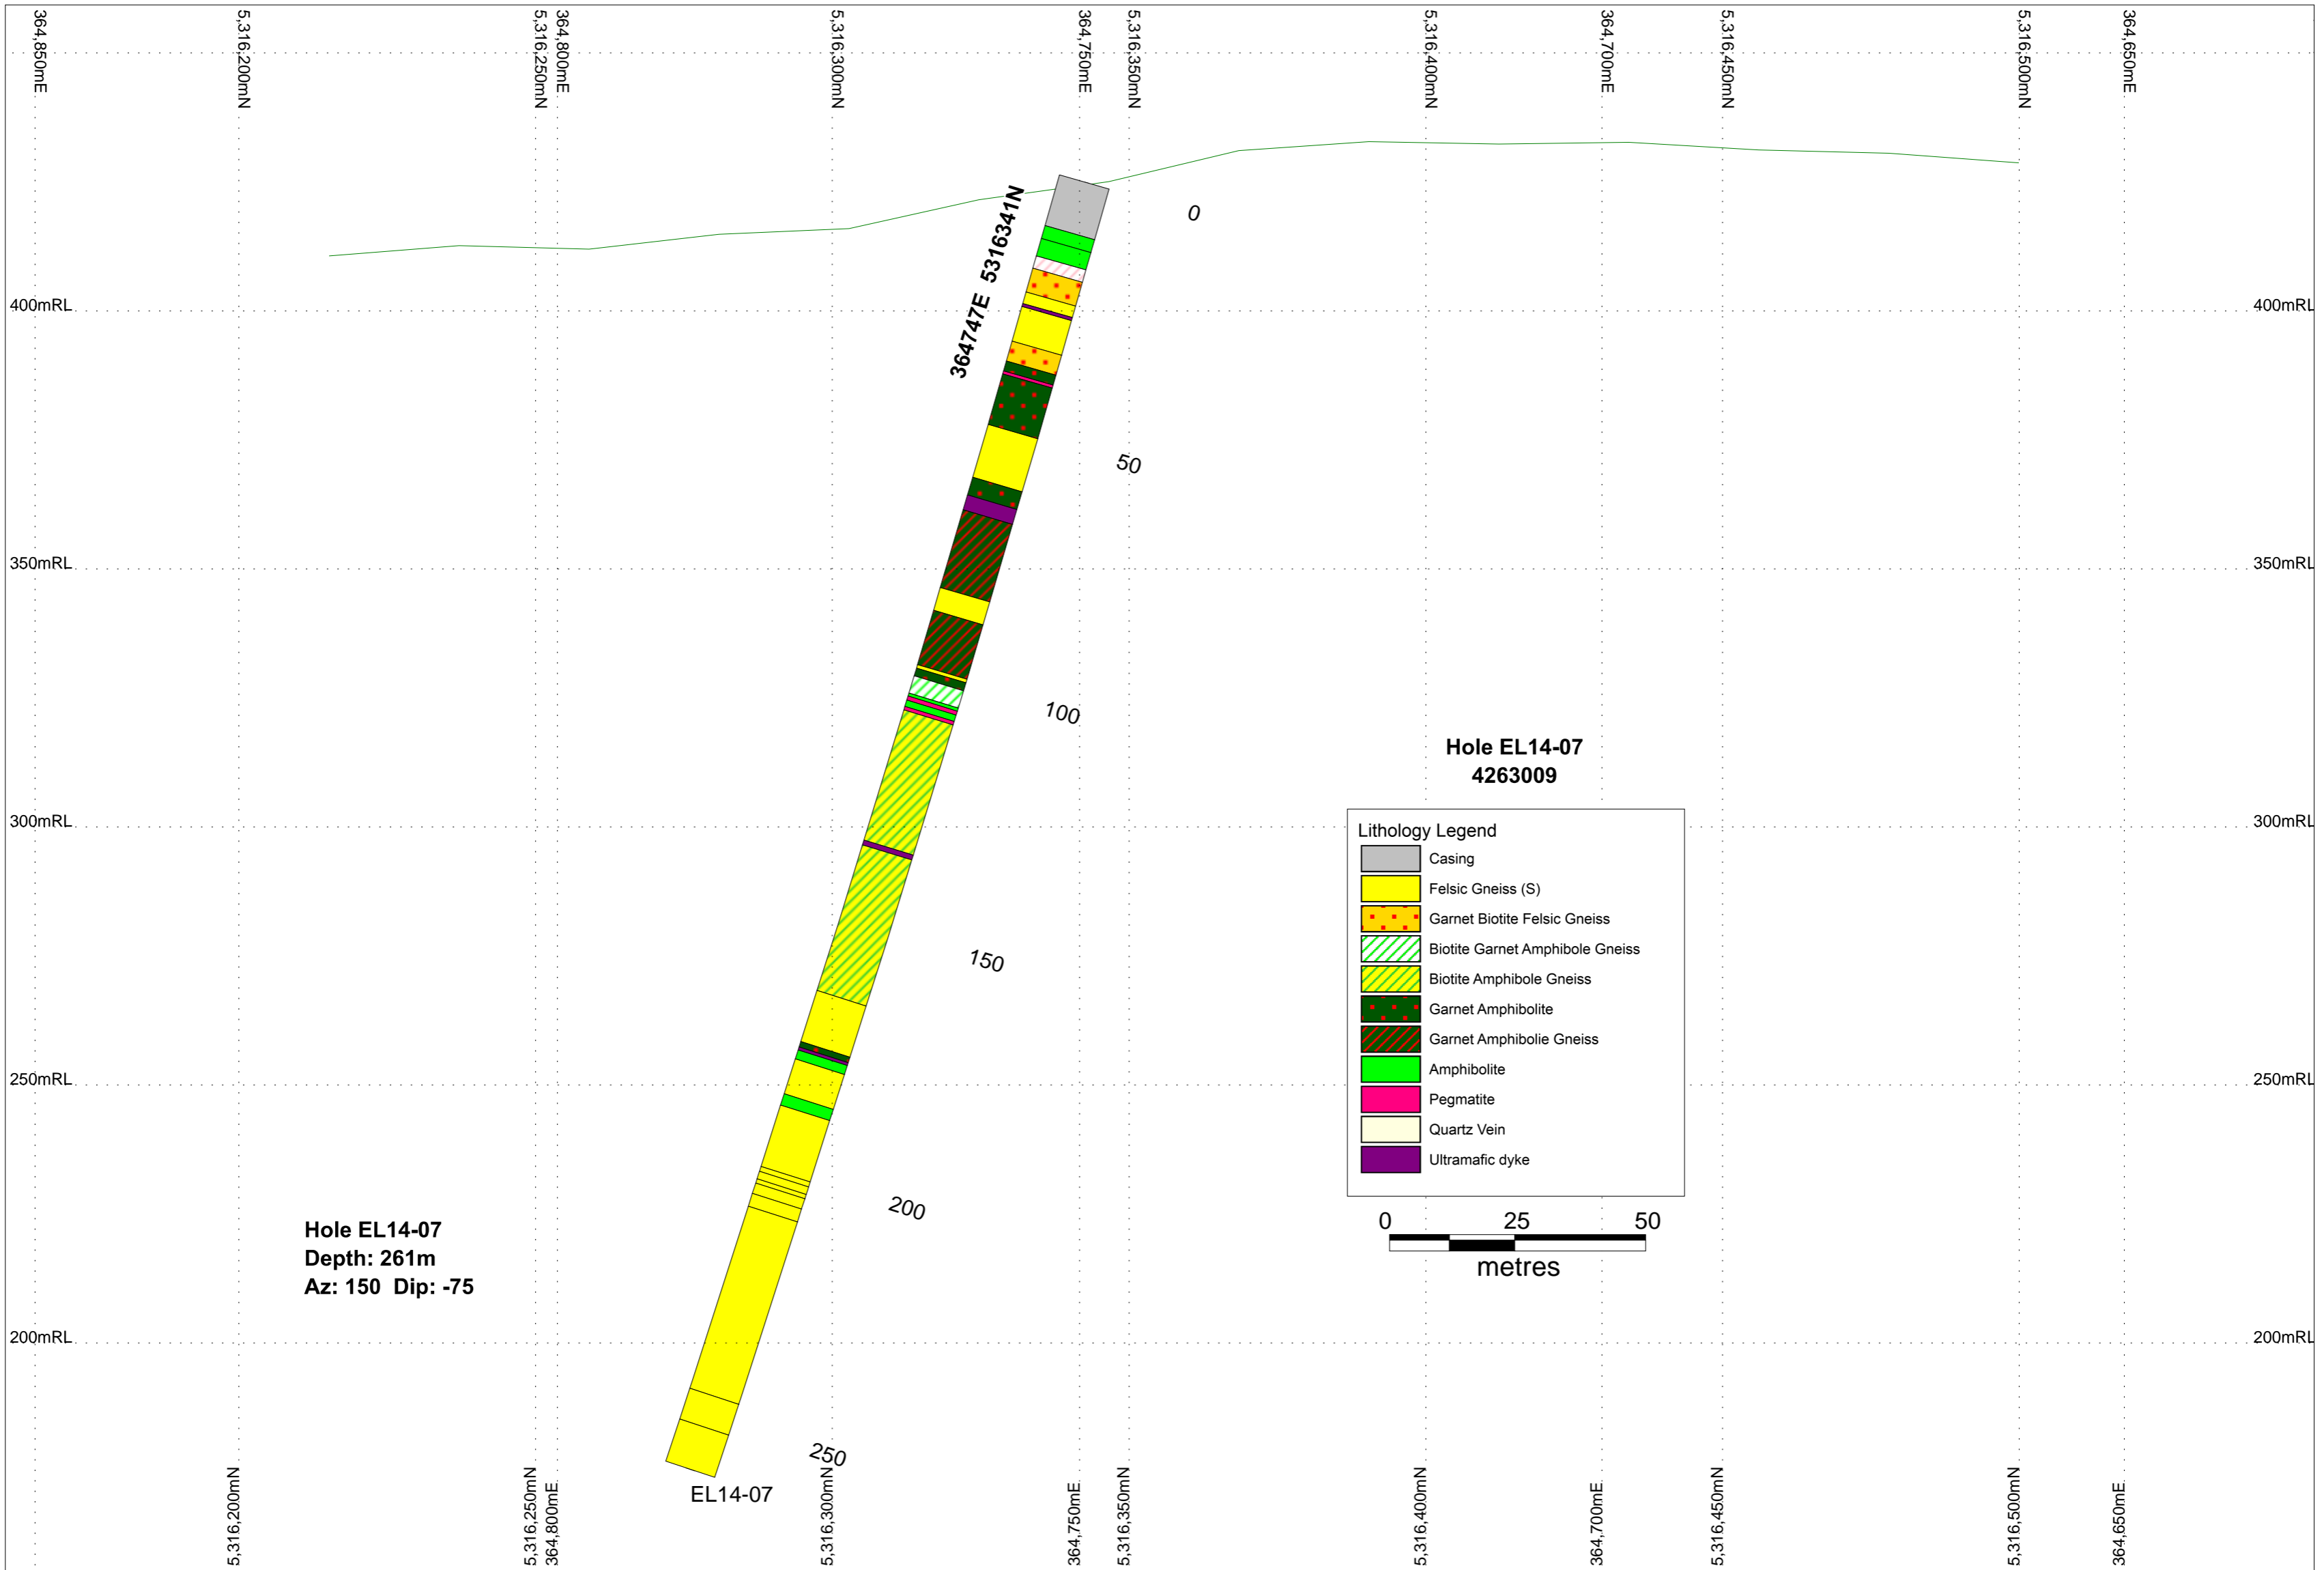 364,850mE
5,316,200mN
5,316,250mN
364,800mE
5,316,300mN
364,750mE
5,316,350mN
5,316,400mN
364,700mE
5,316,450mN
5,316,500mN
364,650mE
364747E 5316341N
0
400mRL
400mRL
50
350mRL
350mRL
100
Hole EL14-07
4263009
300mRL
300mRL
Lithology Legend
Casing
Felsic Gneiss (S)
Garnet Biotite Felsic Gneiss
Biotite Garnet Amphibole Gneiss
Biotite Amphibole Gneiss
Garnet Amphibolite
Garnet Amphibolie Gneiss
Amphibolite
Pegmatite
Quartz Vein
Ultramafic dyke
150
250mRL
250mRL
200
0 25 50
metres
Hole EL14-07
Depth: 261m
Az: 150 Dip: -75
200mRL
200mRL
250
EL14-07
5,316,200mN
5,316,250mN
364,800mE
5,316,300mN
364,750mE
5,316,350mN
5,316,400mN
364,700mE
5,316,450mN
5,316,500mN
364,650mE